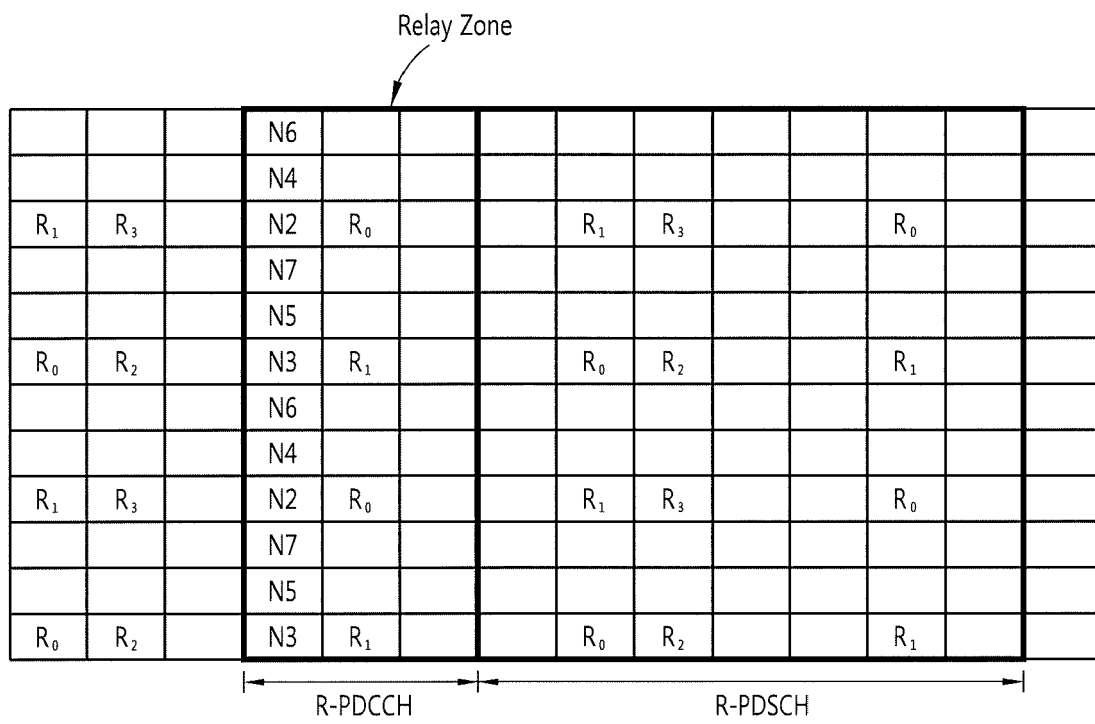 Relay Zone
N6
N4
R₁ R₃ N2 R₀ R₁ R₃ R₀
N7
N5
R₀ R₂ N3 R₁ R₀ R₂ R₁
N6
N4
R₁ R₃ N2 R₀ R₁ R₃ R₀
N7
N5
R₀ R₂ N3 R₁ R₀ R₂ R₁
R-PDCCH R-PDSCH